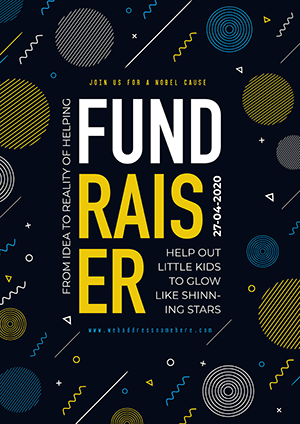 JOIN US FOR A NOBEL CAUSE
FROM IDEA TO REALITY OF HELPING
FUND
RAIS
ER
27-04-2020
HELP OUT
LITTLE KIDS
TO GLOW
LIKE SHINN-
ING STARS
www.webaddresssomehere.com